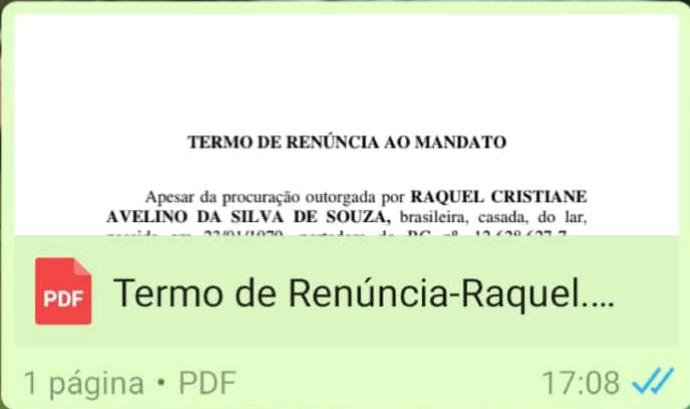 TERMO DE RENÚNCIA AO MANDATO
Apesar da procuração outorgada por RAQUEL CRISTIANE
AVELINO DA SILVA DE SOUZA, brasileira, casada, do lar,
PDF Termo de Renúncia-Raquel....
1 página • PDF 17:08